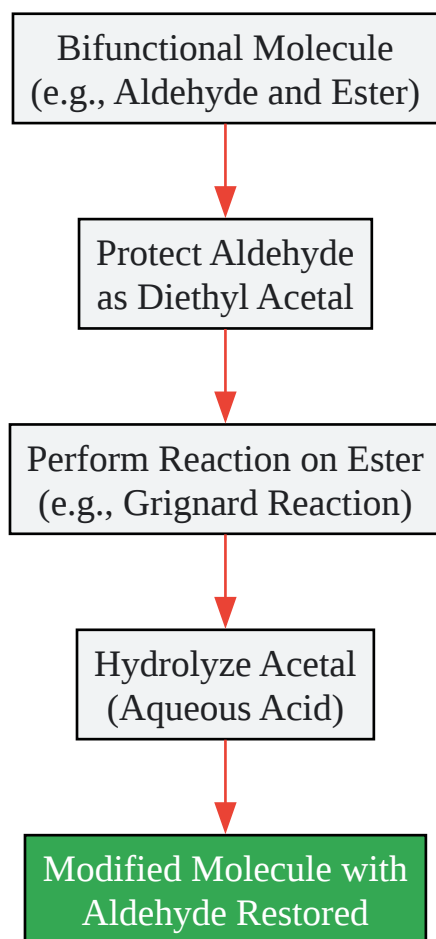 Bifunctional Molecule
(e.g., Aldehyde and Ester)
Protect Aldehyde
as Diethyl Acetal
Perform Reaction on Ester
(e.g., Grignard Reaction)
Hydrolyze Acetal
(Aqueous Acid)
Modified Molecule with
Aldehyde Restored